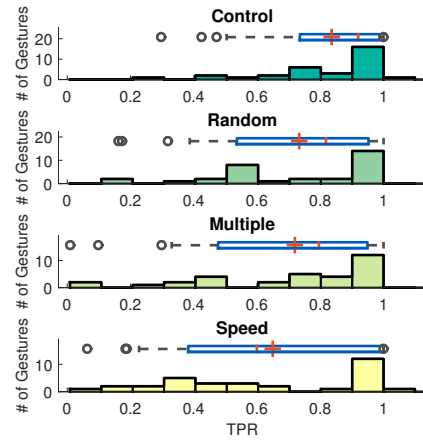 Control
# of Gestures
20
10
0
0 0.2 0.4 0.6 0.8 1
Random
# of Gestures
20
10
0
0 0.2 0.4 0.6 0.8 1
Multiple
# of Gestures
10
0
0 0.2 0.4 0.6 0.8 1
Speed
# of Gestures
10
0
0 0.2 0.4 0.6 0.8 1
TPR